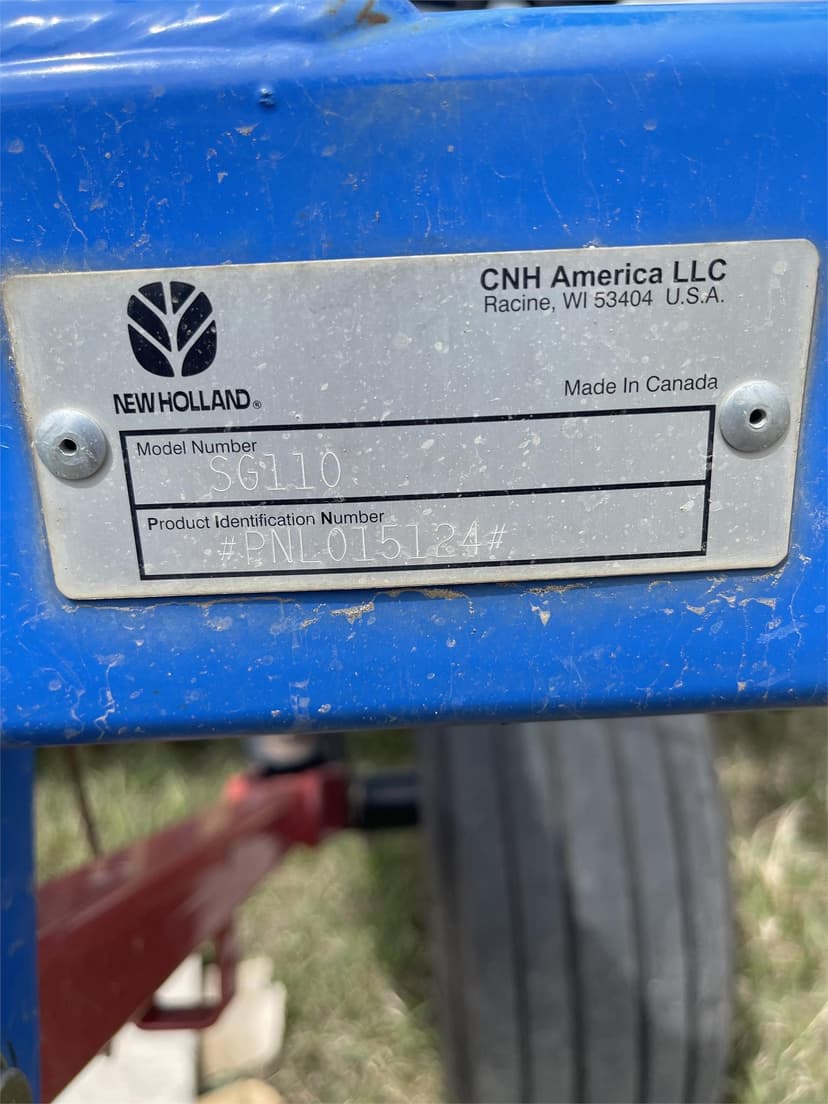 CNH America LLC
Racine, WI 53404 U.S.A.
NEW HOLLAND®
Made In Canada
Model Number
SG110
Product Identification Number
#PNL015124#